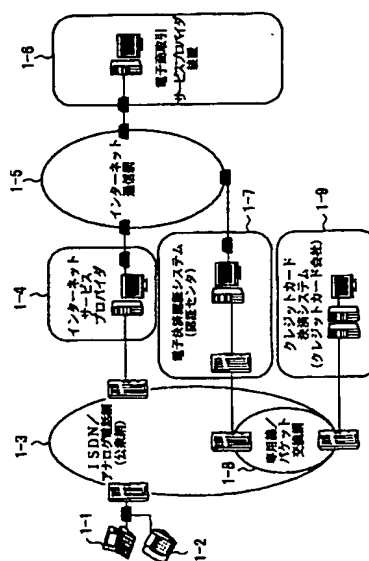 1-6
電子商取引
サービスプロバイダ
装置
1-5
インターネット
通信網
1-4
インターネット
サービス
プロバイダ
1-7
電子決済認証システム
(認証センタ)
1-9
クレジットカード
決済システム
(クレジットカード会社)
1-3
ISDN/
アナログ電話網
(公衆網)
1-8
専用線/
パケット
交換網
1-1
1-2